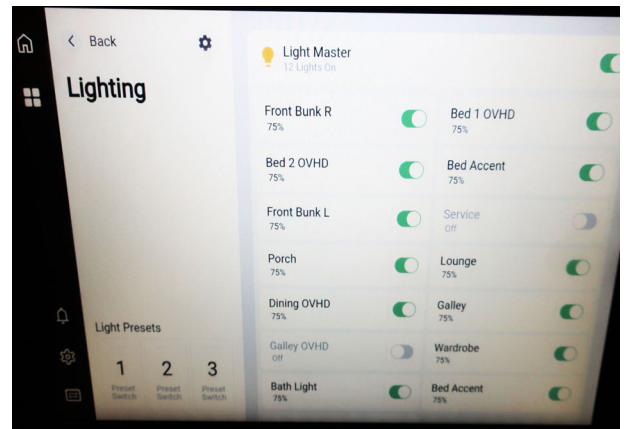 Back
Lighting
Light Presets
1
Preset
Switch
2
Preset
Switch
3
Preset
Switch
Light Master
12 Lights On
Front Bunk R
75%
Bed 1 OVHD
75%
Bed 2 OVHD
75%
Bed Accent
75%
Front Bunk L
75%
Service
Off
Porch
75%
Lounge
75%
Dining OVHD
75%
Galley
75%
Galley OVHD
Off
Wardrobe
75%
Bath Light
75%
Bed Accent
75%